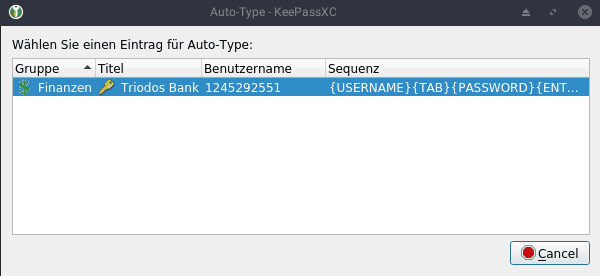 Auto-Type - KeePassXC
Wählen Sie einen Eintrag für Auto-Type:
Gruppe Titel Benutzername Sequenz
Finanzen Triodos Bank 1245292551 {USERNAME}{TAB}{PASSWORD}{ENT...
Cancel